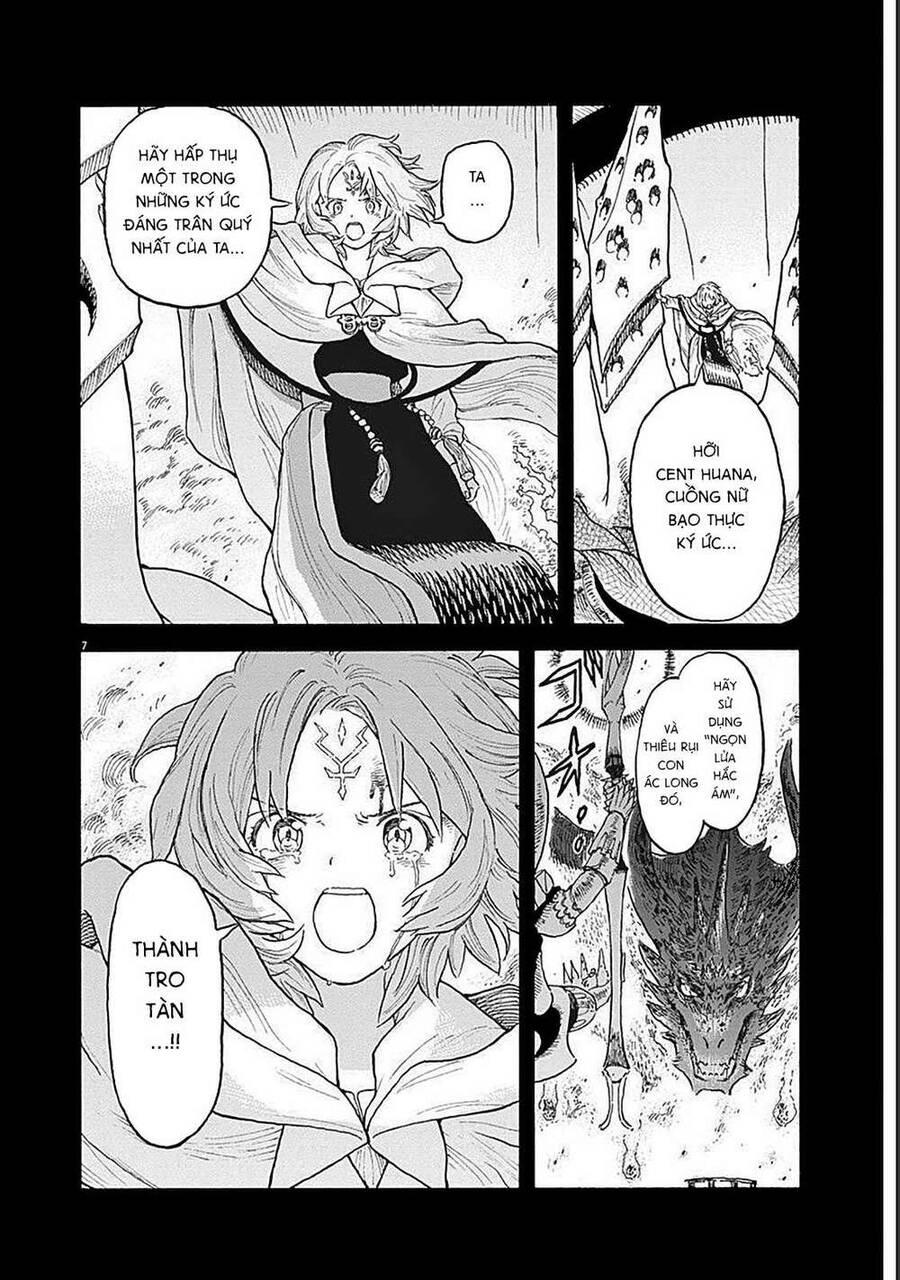 HỠI
CENT HUANA,
CUỒNG NỮ
BẠO THỰC
KÝ ỨC...
TA
...
HÃY HẤP THỤ
MỘT TRONG
NHỮNG KÝ ỨC
ĐÁNG TRÂN QUÝ
NHẤT CỦA TA...
HÃY SỬ
DỤNG
"NGỌN
LỬA
HẮC
ÁM",
VÀ
THIÊU RỤI
CON
ÁC LONG
ĐÓ,
THÀNH
TRO
TÀN
...!!
7